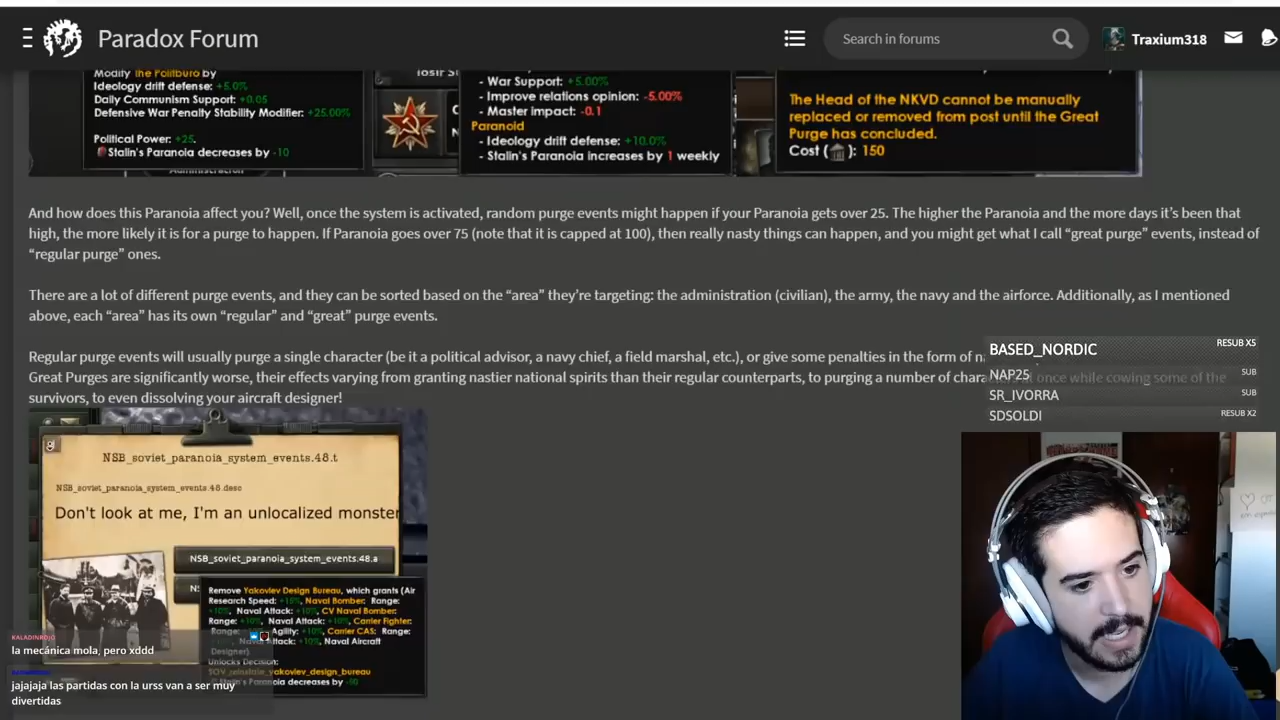 Paradox Forum
Search in forums
Traxium318
Modify The Politburo by
Ideology drift defense: +5.0%
Daily Communism Support: +0.05
Defensive War Penalty Stability Modifier: +25.00%
Political Power: +25.
Stalin's Paranoia decreases by -10
Iosif
- War Support: +5.00%
- Improve relations opinion: -5.00%
- Master impact: -0.1
Paranoid
- Ideology drift defense: +10.0%
- Stalin's Paranoia increases by 1 weekly
The Head of the NKVD cannot be manually
replaced or removed from post until the Great
Purge has concluded.
Cost ( ): 150
And how does this Paranoia affect you? Well, once the system is activated, random purge events might happen if your Paranoia gets over 25. The higher the Paranoia and the more days it's been that
high, the more likely it is for a purge to happen. If Paranoia goes over 75 (note that it is capped at 100), then really nasty things can happen, and you might get what I call “great purge” events, instead of
“regular purge” ones.
There are a lot of different purge events, and they can be sorted based on the “area” they're targeting: the administration (civilian), the army, the navy and the airforce. Additionally, as I mentioned
above, each “area” has its own “regular” and “great” purge events.
Regular purge events will usually purge a single character (be it a political advisor, a navy chief, a field marshal, etc.), or give some penalties in the form of
Great Purges are significantly worse, their effects varying from granting nastier national spirits than their regular counterparts, to purging a number of at once while cowing some of the
survivors, to even dissolving your aircraft designer!
BASED_NORDIC RESUB X5
NAP25 SUB
SR_IVORRA SUB
SDSOLDI RESUB X2
NSB_soviet_paranoia_system_events.48.t
NSB_soviet_paranoia_system_events.48.desc
Don't look at me, I'm an unlocalized monster
NSB_soviet_paranoia_system_events.48.a
Remove Yakovlev Design Bureau, which grants (Air
Research Speed: +15%, Naval Bomber: Range:
+10%, Naval Attack: +10%, CV Naval Bomber:
Range: +10%, Naval Attack: +10%, Carrier Fighter:
Range: Agility: +10%, Carrier CAS: Range:
Attack: +10%, Naval Aircraft
Designer)
Unlocks Decision:
yakovlev_design_bureau
Stalin's Paranoia decreases by
KALADINROJO
la mecánica mola, pero xddd
jajajaja las partidas con la urss van a ser muy
divertidas